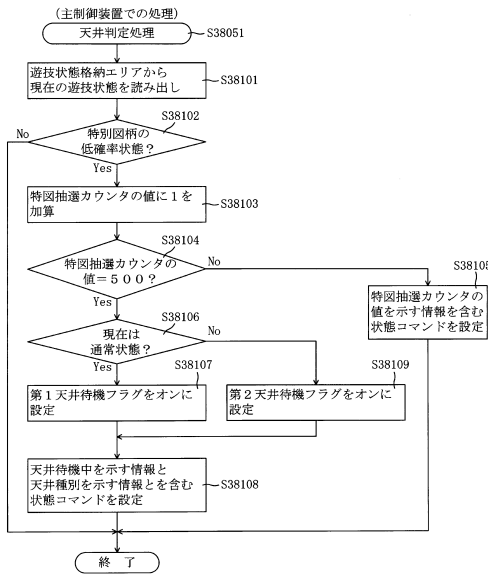 (主制御装置での処理)
天井判定処理
S38051
遊技状態格納エリアから
現在の遊技状態を読み出し
S38101
S38102
No
特別図柄の
低確率状態?
Yes
特図抽選カウンタの値に1を
加算
S38103
S38104
特図抽選カウンタの
値=500?
No
Yes
S38105
特図抽選カウンタの
値を示す情報を含む
状態コマンドを設定
S38106
現在は
通常状態?
No
Yes
S38107
第1天井待機フラグをオンに
設定
S38109
第2天井待機フラグをオンに
設定
天井待機中を示す情報と
天井種別を示す情報とを含む
状態コマンドを設定
S38108
終 了